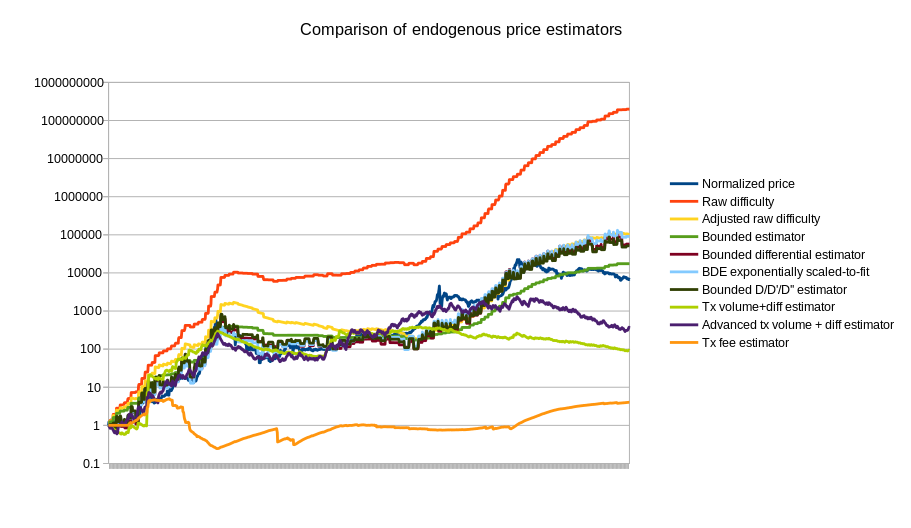 Comparison of endogenous price estimators
1000000000
100000000
10000000
1000000
100000
10000
1000
100
10
1
0.1
Normalized price
Raw difficulty
Adjusted raw difficulty
Bounded estimator
Bounded differential estimator
BDE exponentially scaled-to-fit
Bounded D/D'/D'' estimator
Tx volume+diff estimator
Advanced tx volume + diff estimator
Tx fee estimator